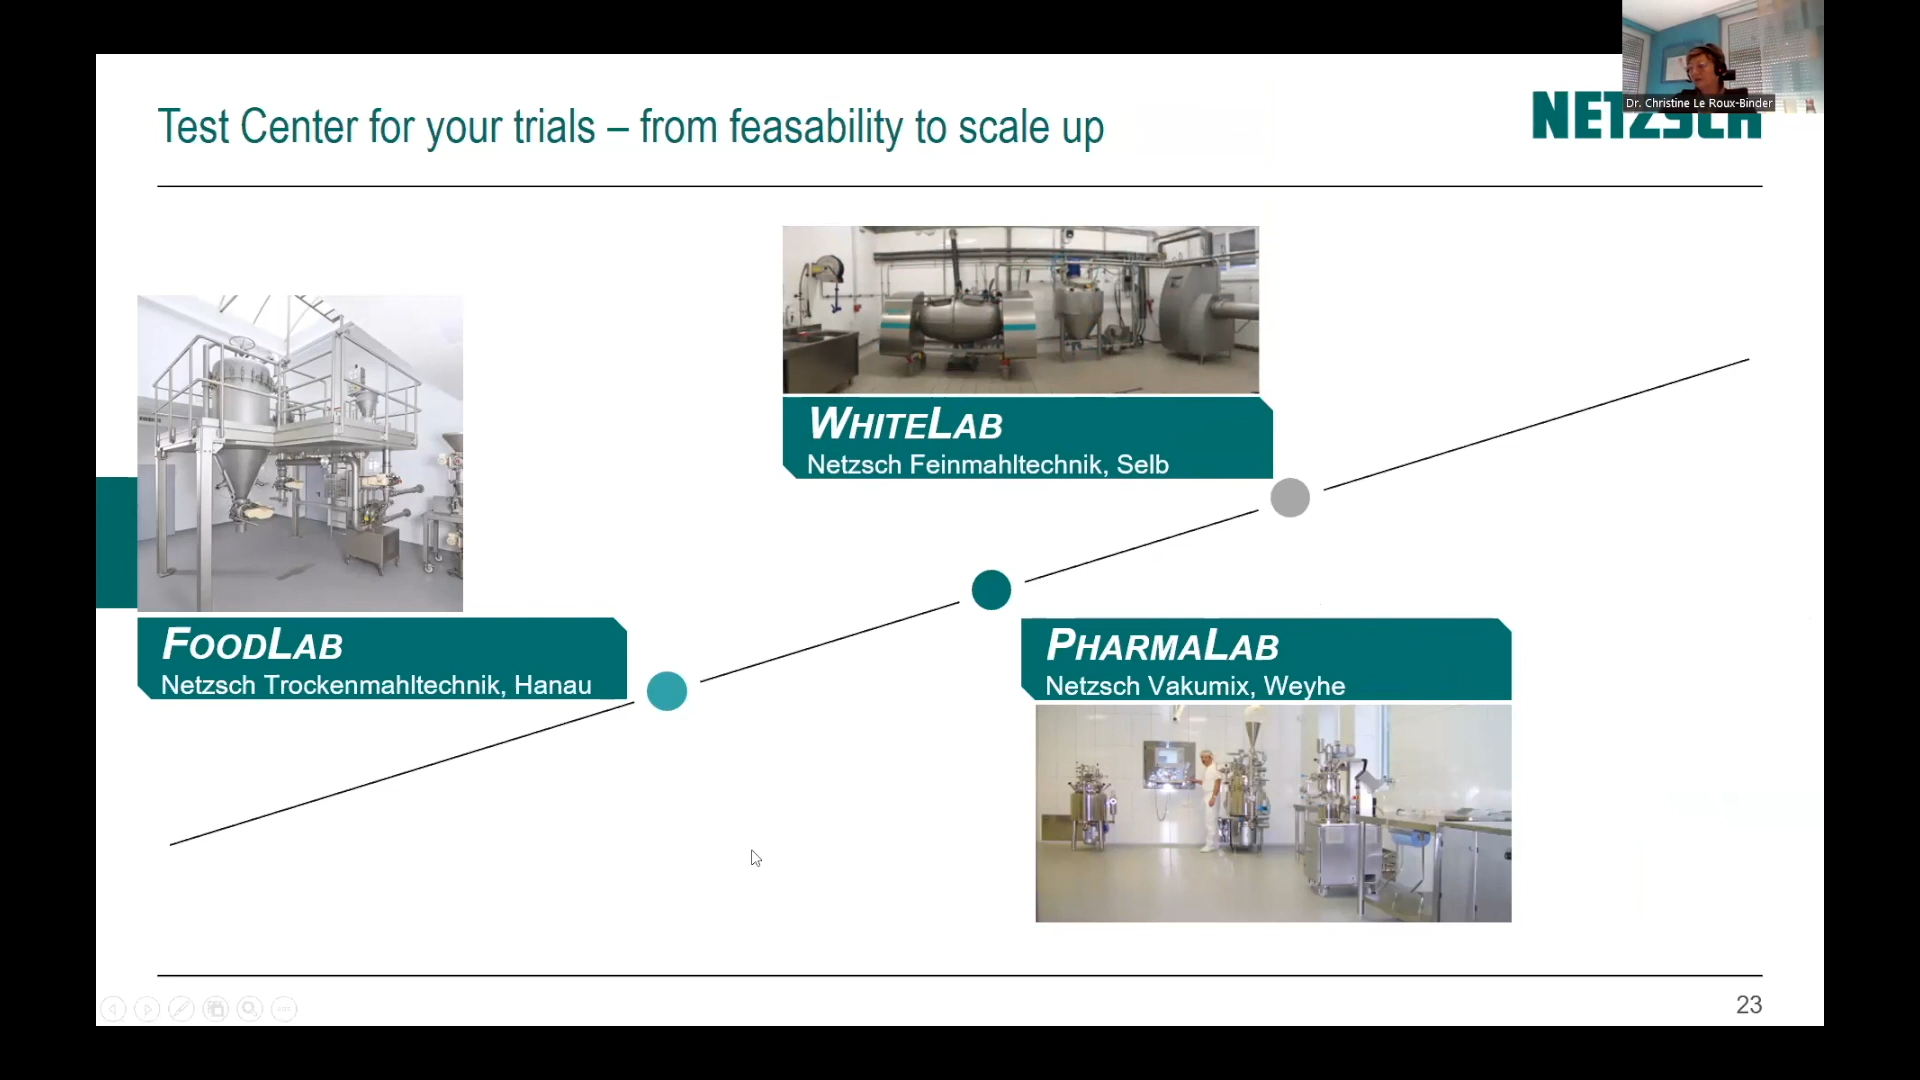 Test Center for your trials – from feasability to scale up
NETZSCH
Dr. Christine Le Roux-Binder
WHITELAB
Netzsch Feinmahltechnik, Selb
FOODLAB
Netzsch Trockenmahltechnik, Hanau
PHARMALAB
Netzsch Vakumix, Weyhe
23